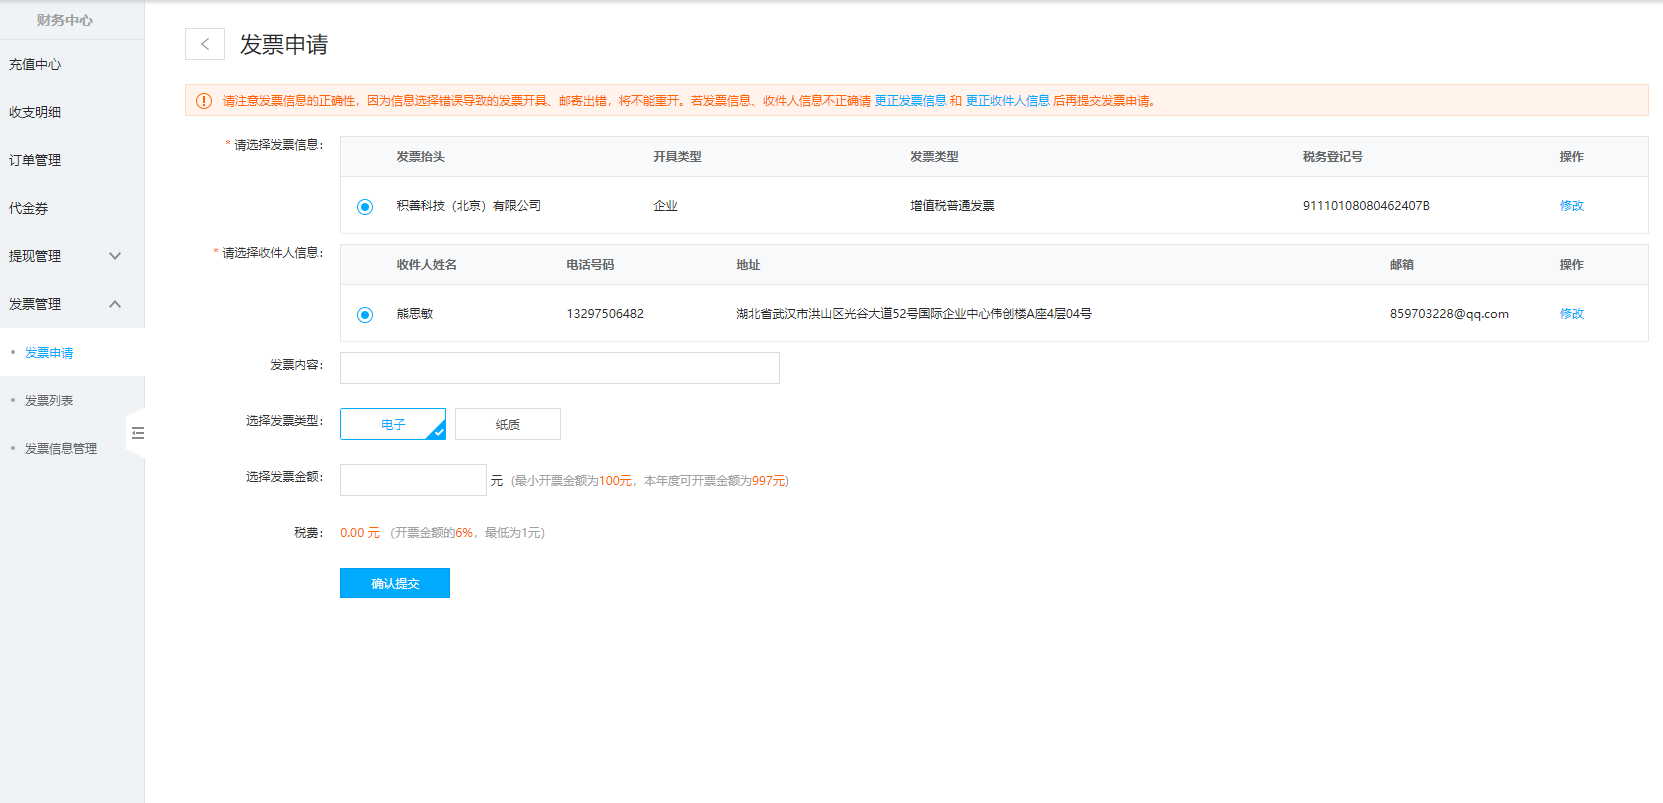 财务中心
充值中心
收支明细
订单管理
代金券
提现管理
发票管理
发票申请
发票列表
发票信息管理
发票申请
请注意发票信息的正确性，因为信息选择错误导致的发票开具、邮寄出错，将不能重开。若发票信息、收件人信息不正确请 更正发票信息 和 更正收件人信息 后再提交发票申请。
* 请选择发票信息：
发票抬头 开具类型 发票类型 税务登记号 操作
积善科技（北京）有限公司 企业 增值税普通发票 91110108080462407B 修改
* 请选择收件人信息：
收件人姓名 电话号码 地址 邮箱 操作
熊思敏 13297506482 湖北省武汉市洪山区光谷大道52号国际企业中心伟创楼A座4层04号 859703228@qq.com 修改
发票内容：
选择发票类型： 电子 纸质
选择发票金额： 元 (最小开票金额为100元，本年度可开票金额为997元)
税费： 0.00 元 （开票金额的6%，最低为1元）
确认提交